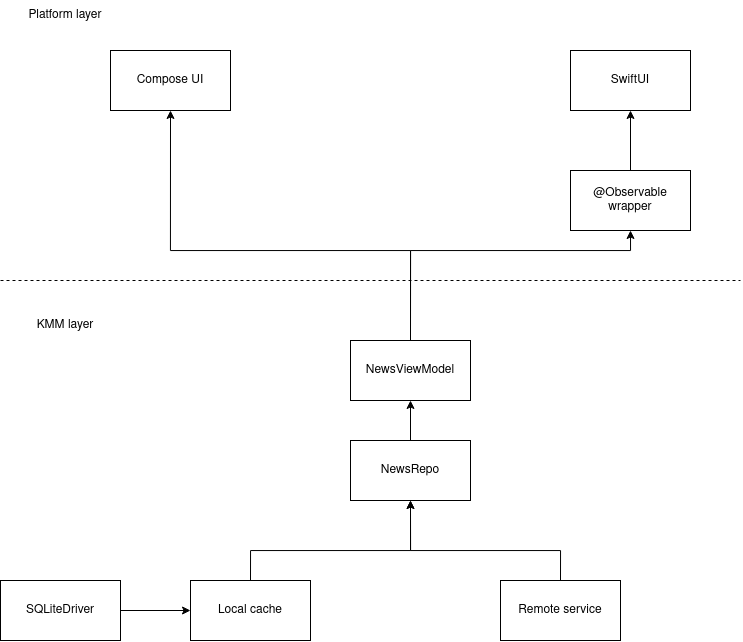 Platform layer
Compose UI
SwiftUI
@Observable
wrapper
KMM layer
NewsViewModel
NewsRepo
SQLiteDriver
Local cache
Remote service